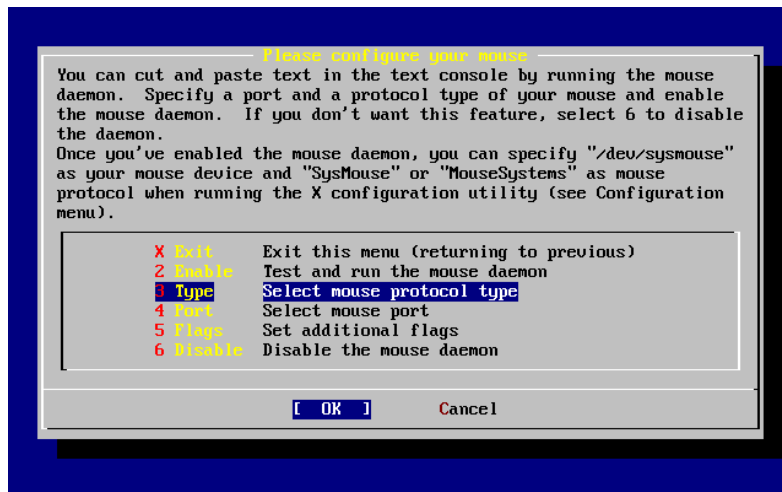 Please configure your mouse
You can cut and paste text in the text console by running the mouse
daemon.  Specify a port and a protocol type of your mouse and enable
the mouse daemon.  If you don't want this feature, select 6 to disable
the daemon.
Once you've enabled the mouse daemon, you can specify "/dev/sysmouse"
as your mouse device and "SysMouse" or "MouseSystems" as mouse
protocol when running the X configuration utility (see Configuration
menu).
X Exit Exit this menu (returning to previous)
2 Enable Test and run the mouse daemon
3 Type Select mouse protocol type
4 Port Select mouse port
5 Flags Set additional flags
6 Disable Disable the mouse daemon
[ OK ] Cancel